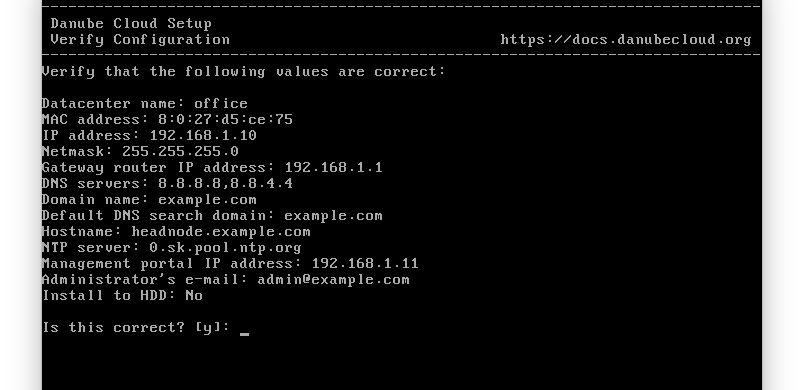 Danube Cloud Setup
Verify Configuration https://docs.danubecloud.org
Verify that the following values are correct:
Datacenter name: office
MAC address: 8:0:27:d5:ce:75
IP address: 192.168.1.10
Netmask: 255.255.255.0
Gateway router IP address: 192.168.1.1
DNS servers: 8.8.8.8,8.8.4.4
Domain name: example.com
Default DNS search domain: example.com
Hostname: headnode.example.com
NTP server: 0.sk.pool.ntp.org
Management portal IP address: 192.168.1.11
Administrator's e-mail: admin@example.com
Install to HDD: No
Is this correct? [y]: _